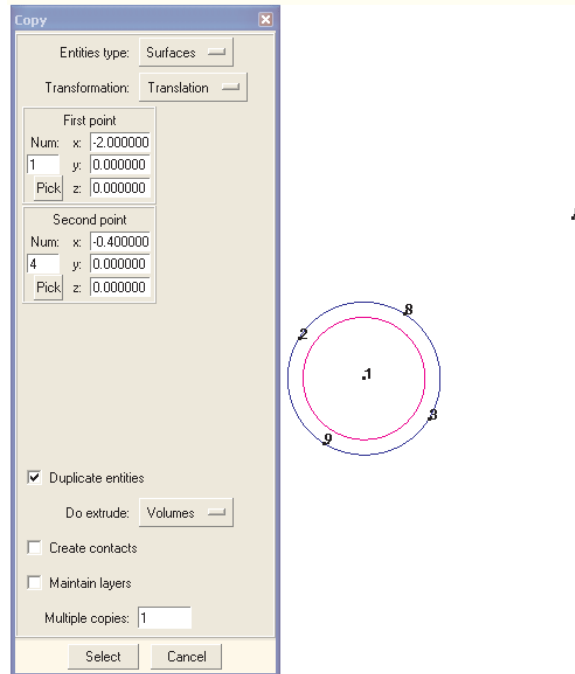 Copy
Entities type: Surfaces
Transformation: Translation
First point
Num: x: -2.000000
1 y: 0.000000
Pick z: 0.000000
Second point
Num: x: -0.400000
4 y: 0.000000
Pick z: 0.000000
8
2
1
3
9
Duplicate entities
Do extrude: Volumes
Create contacts
Maintain layers
Multiple copies: 1
Select Cancel